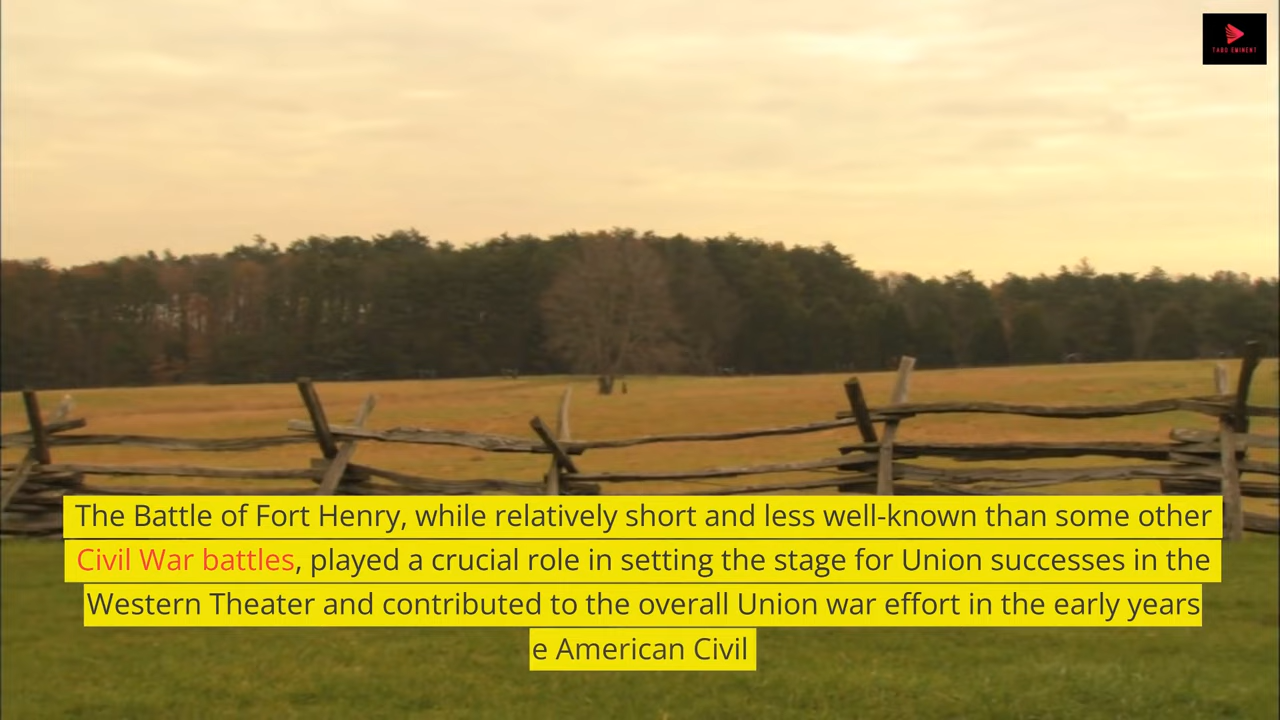 The Battle of Fort Henry, while relatively short and less well-known than some other
Civil War battles, played a crucial role in setting the stage for Union successes in the
Western Theater and contributed to the overall Union war effort in the early years
e American Civil
TARO EMINENT